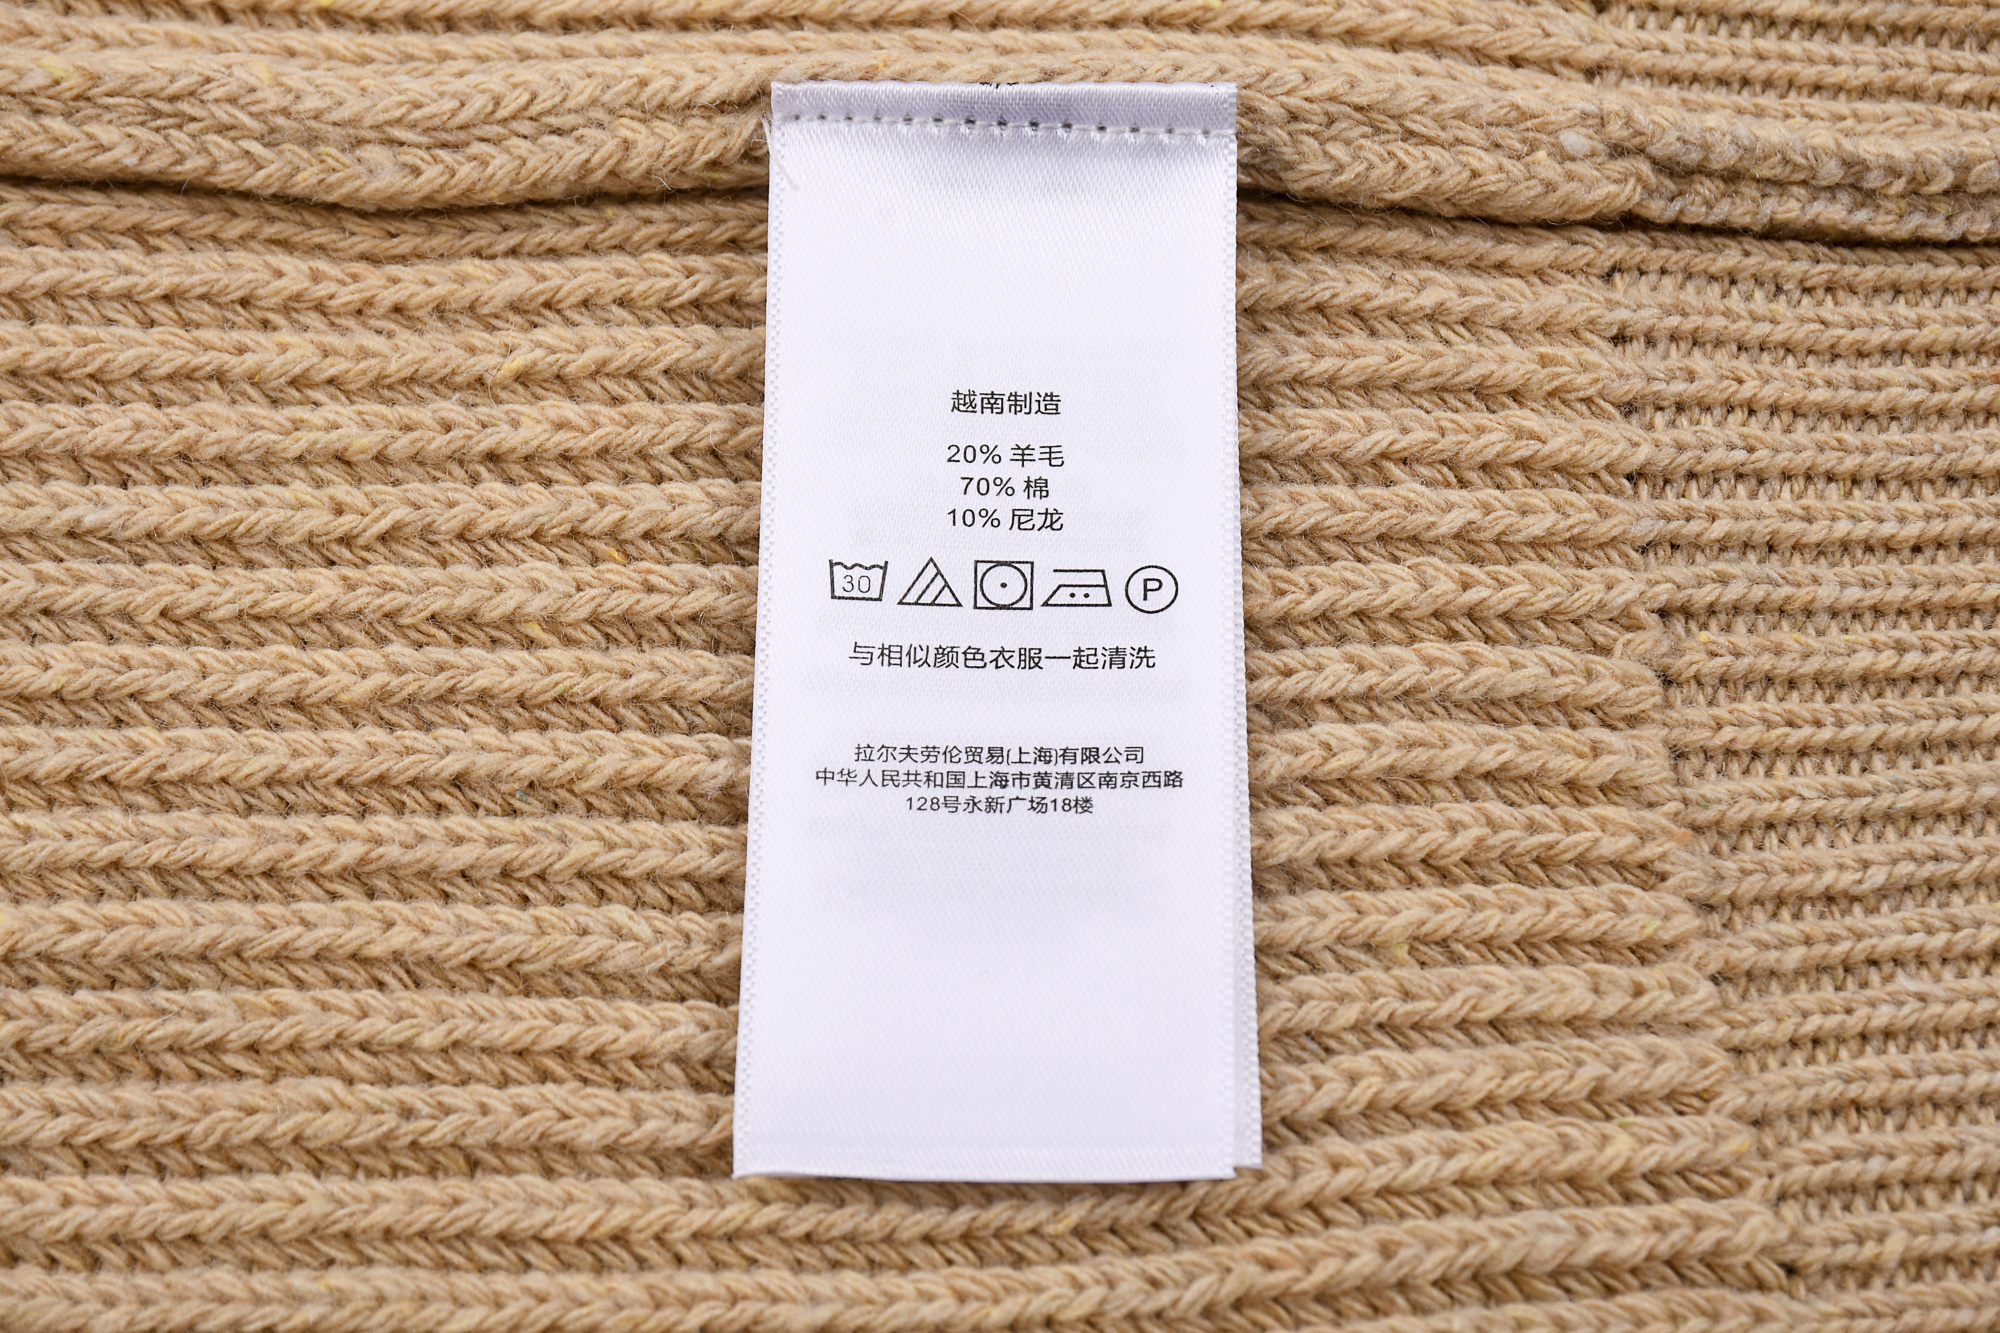 越南制造
20% 羊毛
70% 棉
10% 尼龙
30
P
与相似颜色衣服一起清洗
拉尔夫劳伦贸易(上海)有限公司
中华人民共和国上海市黄清区南京西路
128号永新广场18楼